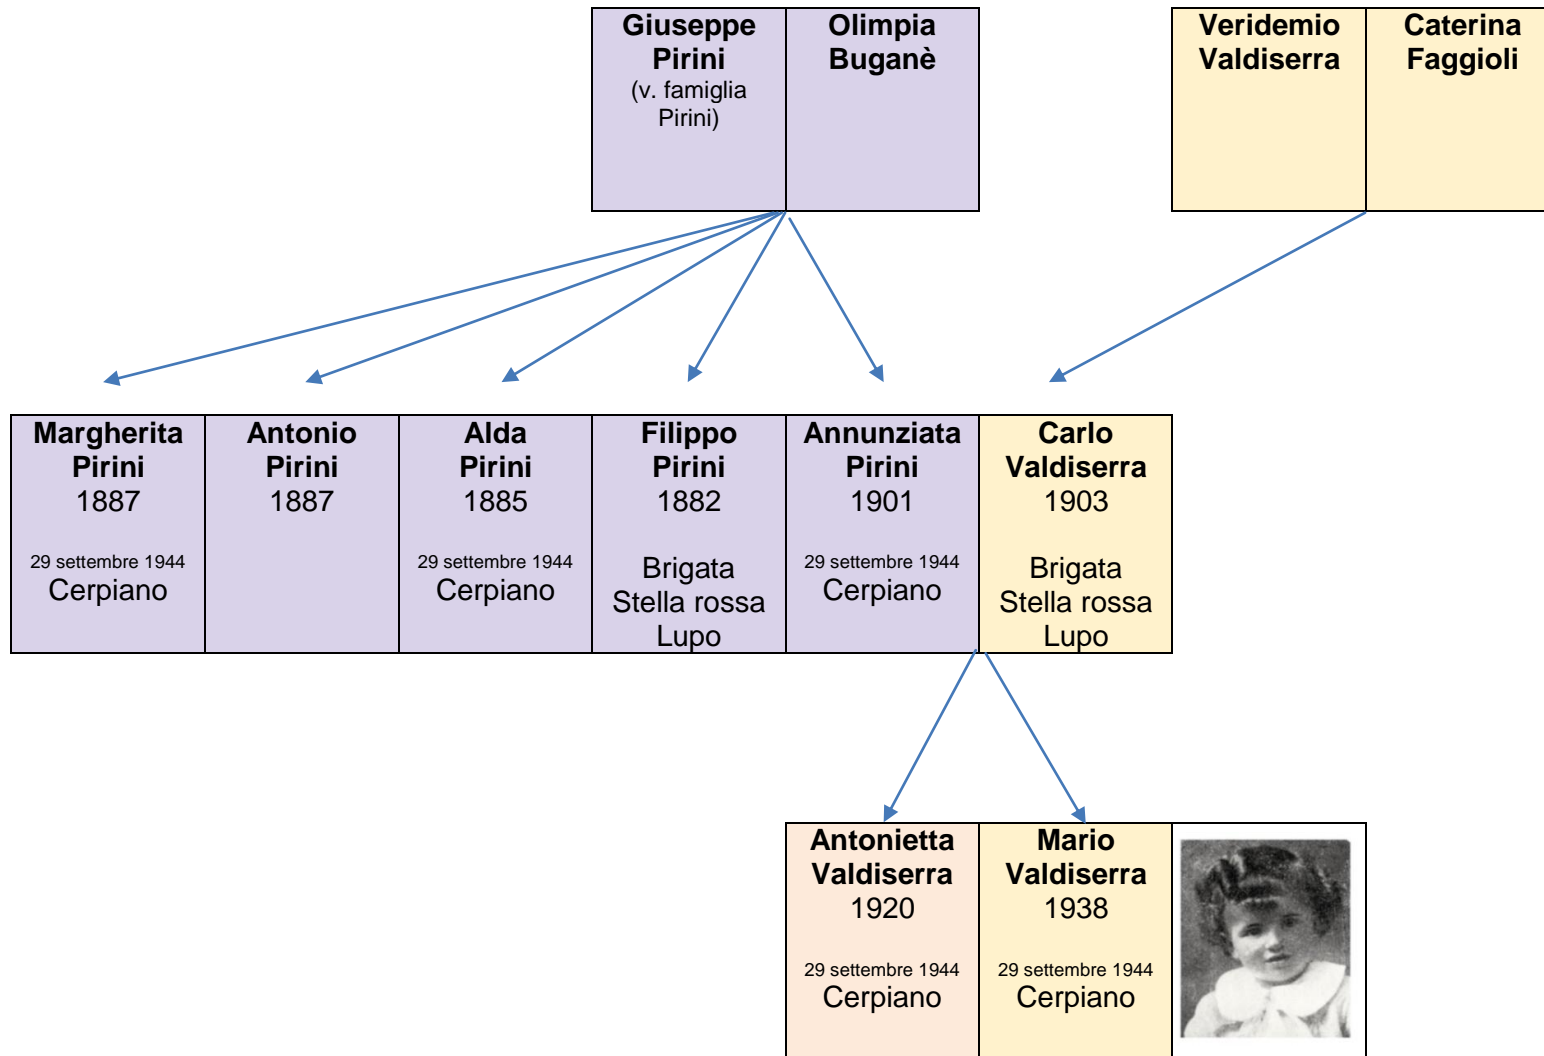 Giuseppe
Pirini
(v. famiglia
Pirini)
Olimpia
Buganè
Veridemio
Valdiserra
Caterina
Faggioli
Margherita
Pirini
1887
29 settembre 1944
Cerpiano
Antonio
Pirini
1887
Alda
Pirini
1885
29 settembre 1944
Cerpiano
Filippo
Pirini
1882
Brigata
Stella rossa
Lupo
Annunziata
Pirini
1901
29 settembre 1944
Cerpiano
Carlo
Valdiserra
1903
Brigata
Stella rossa
Lupo
Antonietta
Valdiserra
1920
29 settembre 1944
Cerpiano
Mario
Valdiserra
1938
29 settembre 1944
Cerpiano